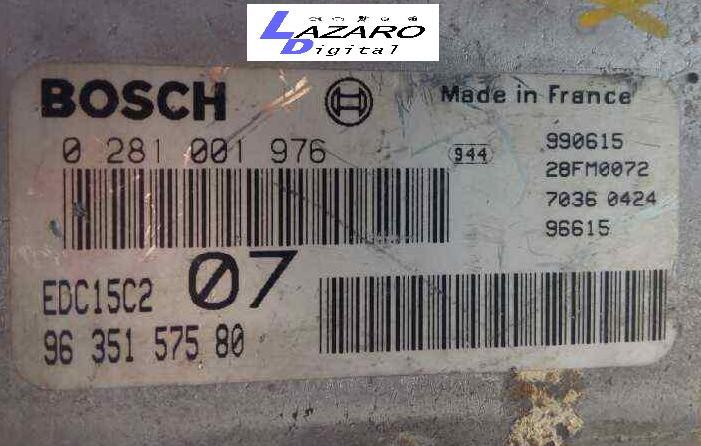 LAZARO
Digital
BOSCH
Made in France
0 281 001 976
944
990615
28FM0072
7036 0424
96615
EDC15C2
07
96 351 575 80